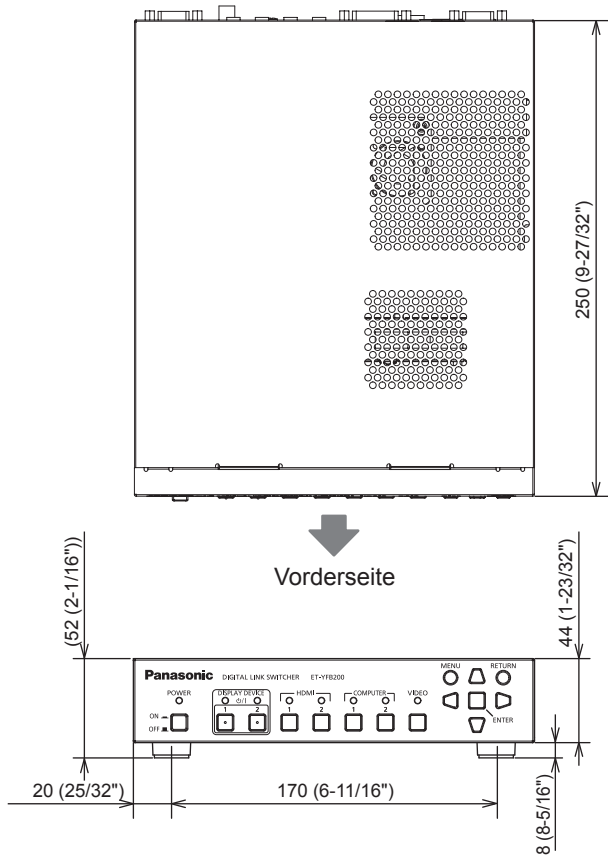 250 (9-27/32")
Vorderseite
(52 (2-1/16"))
44 (1-23/32")
Panasonic DIGITAL LINK SWITCHER ET-YFB200
MENU RETURN
POWER DISPLAY DEVICE HDMI COMPUTER VIDEO
1 2 1 2 1 2
ON
OFF
ENTER
20 (25/32") 170 (6-11/16")
8 (8-5/16")